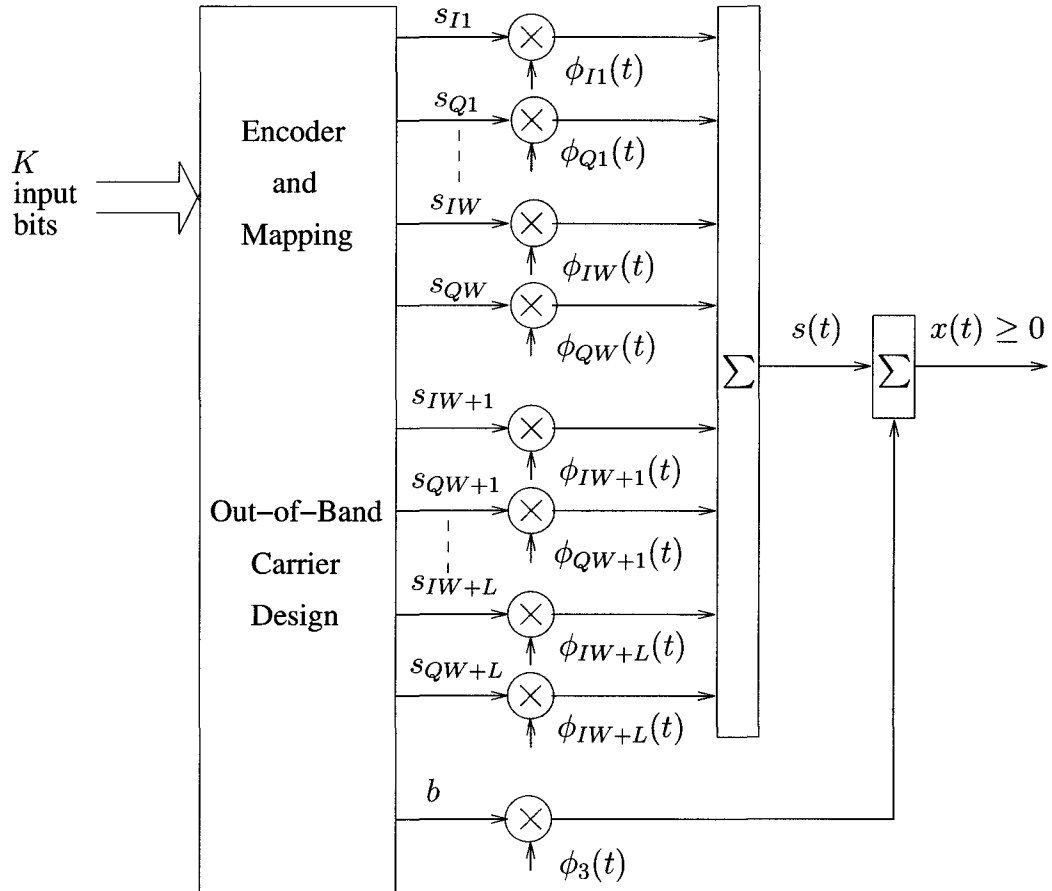 s_{I1}
ϕ_{I1}(t)
s_{Q1}
ϕ_{Q1}(t)
Encoder
and
Mapping
K
input
bits
s_{IW}
ϕ_{IW}(t)
s_{QW}
ϕ_{QW}(t)
∑
s(t)
∑
x(t) ≥ 0
s_{IW+1}
ϕ_{IW+1}(t)
s_{QW+1}
ϕ_{QW+1}(t)
Out−of−Band
Carrier
Design
s_{IW+L}
ϕ_{IW+L}(t)
s_{QW+L}
ϕ_{IW+L}(t)
b
ϕ_3(t)